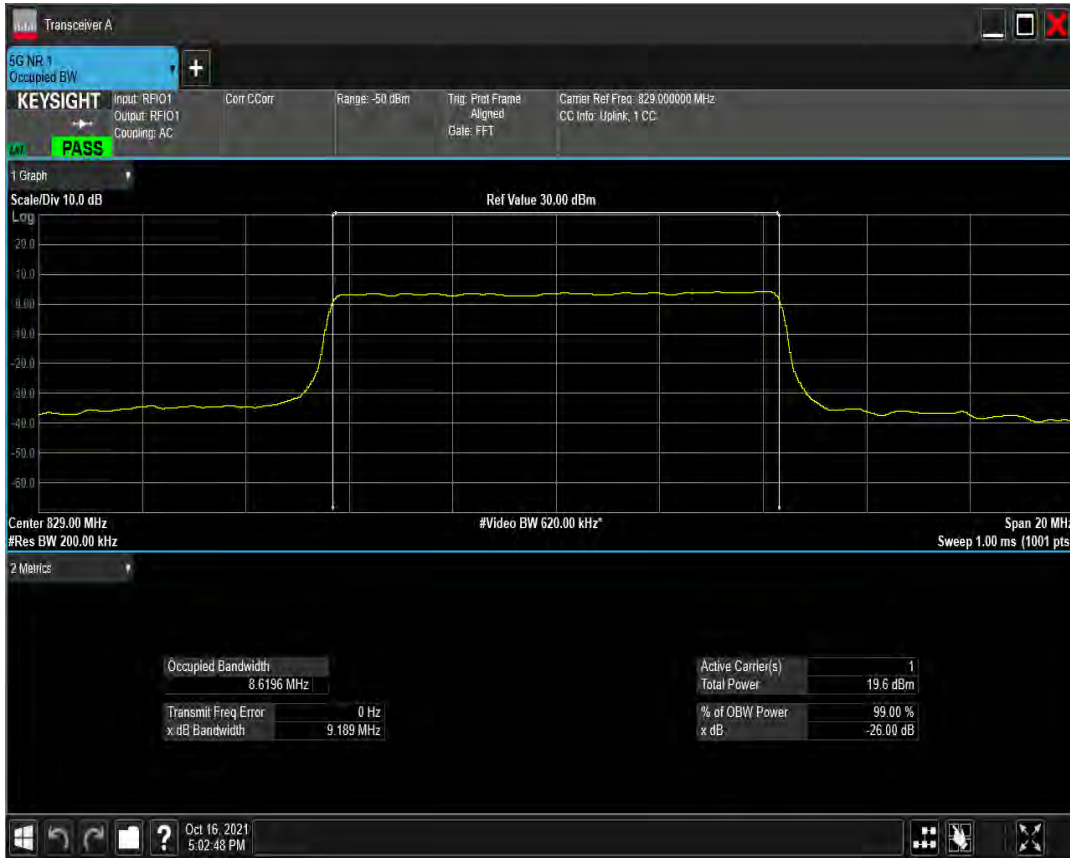 Transceiver A
5G NR 1
Occupied BW
+
KEYSIGHT
Input: RFIO1
Output: RFIO1
Coupling: AC
Corr CCorr
Range: -50 dBm
Trig: Prot Frame
Aligned
Gate: FFT
Carrier Ref Freq: 829.000000 MHz
CC Info: Uplink, 1 CC
PASS
1 Graph
Scale/Div 10.0 dB
Ref Value 30.00 dBm
Log
20.0
10.0
0.00
-10.0
-20.0
-30.0
-40.0
-50.0
-60.0
Center 829.00 MHz
#Video BW 620.00 kHz*
Span 20 MHz
#Res BW 200.00 kHz
Sweep 1.00 ms (1001 pts
2 Metrics
Occupied Bandwidth
8.6196 MHz
Transmit Freq Error 0 Hz
x dB Bandwidth 9.189 MHz
Active Carrier(s) 1
Total Power 19.6 dBm
% of OBW Power 99.00 %
x dB -26.00 dB
?
Oct 16, 2021
5:02:48 PM